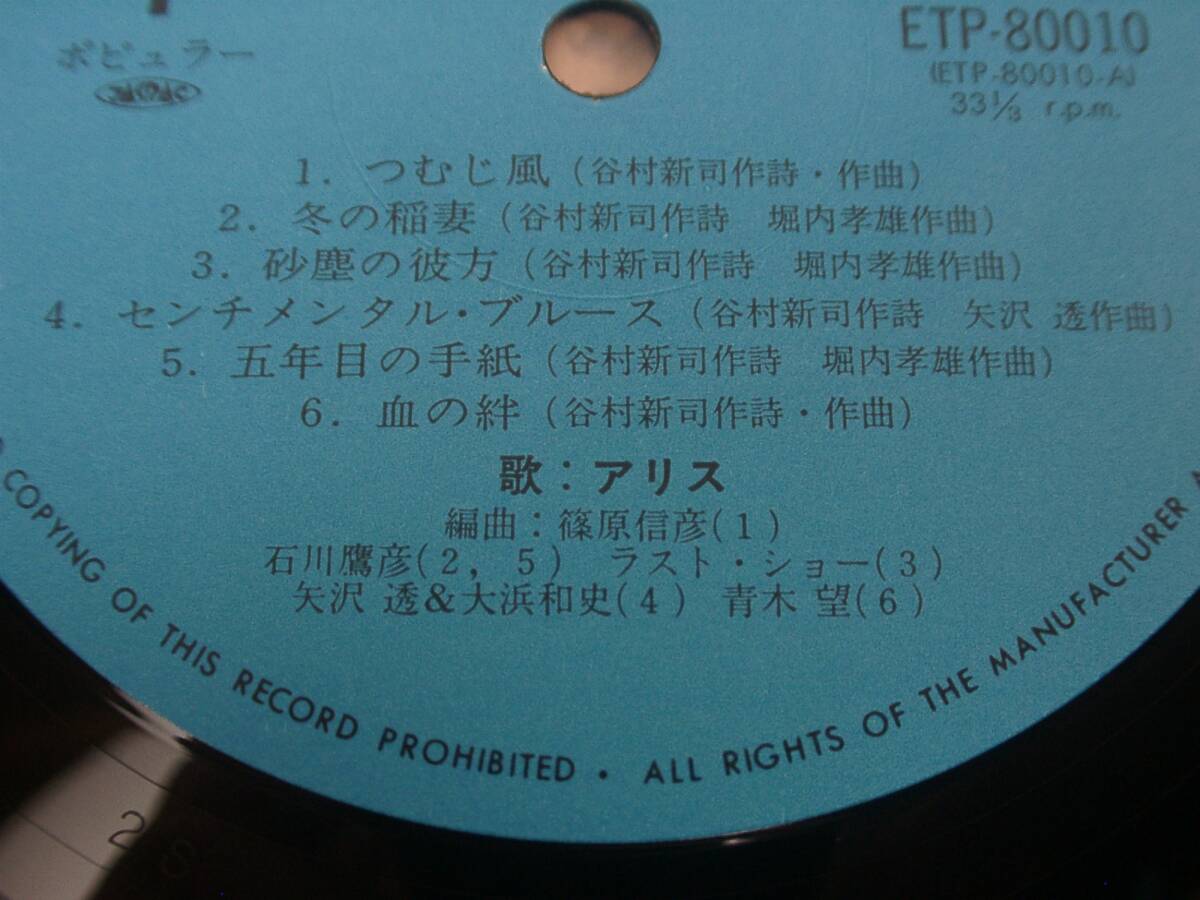 ポピュラー
ETP-80010
(ETP-80010-A)
33⅓ r.p.m.
1. つむじ風 (谷村新司作詩・作曲)
2. 冬の稲妻 (谷村新司作詩 堀内孝雄作曲)
3. 砂塵の彼方 (谷村新司作詩 堀内孝雄作曲)
4. センチメンタル・ブルース (谷村新司作詩 矢沢 透作曲)
5. 五年目の手紙 (谷村新司作詩 堀内孝雄作曲)
6. 血の絆 (谷村新司作詩・作曲)
歌：アリス
編曲：篠原信彦(1)
石川鷹彦(2, 5) ラスト・ショー(3)
矢沢 透&大浜和史(4) 青木 望(6)
COPYING OF THIS RECORD PROHIBITED • ALL RIGHTS OF THE MANUFACTURER
2S